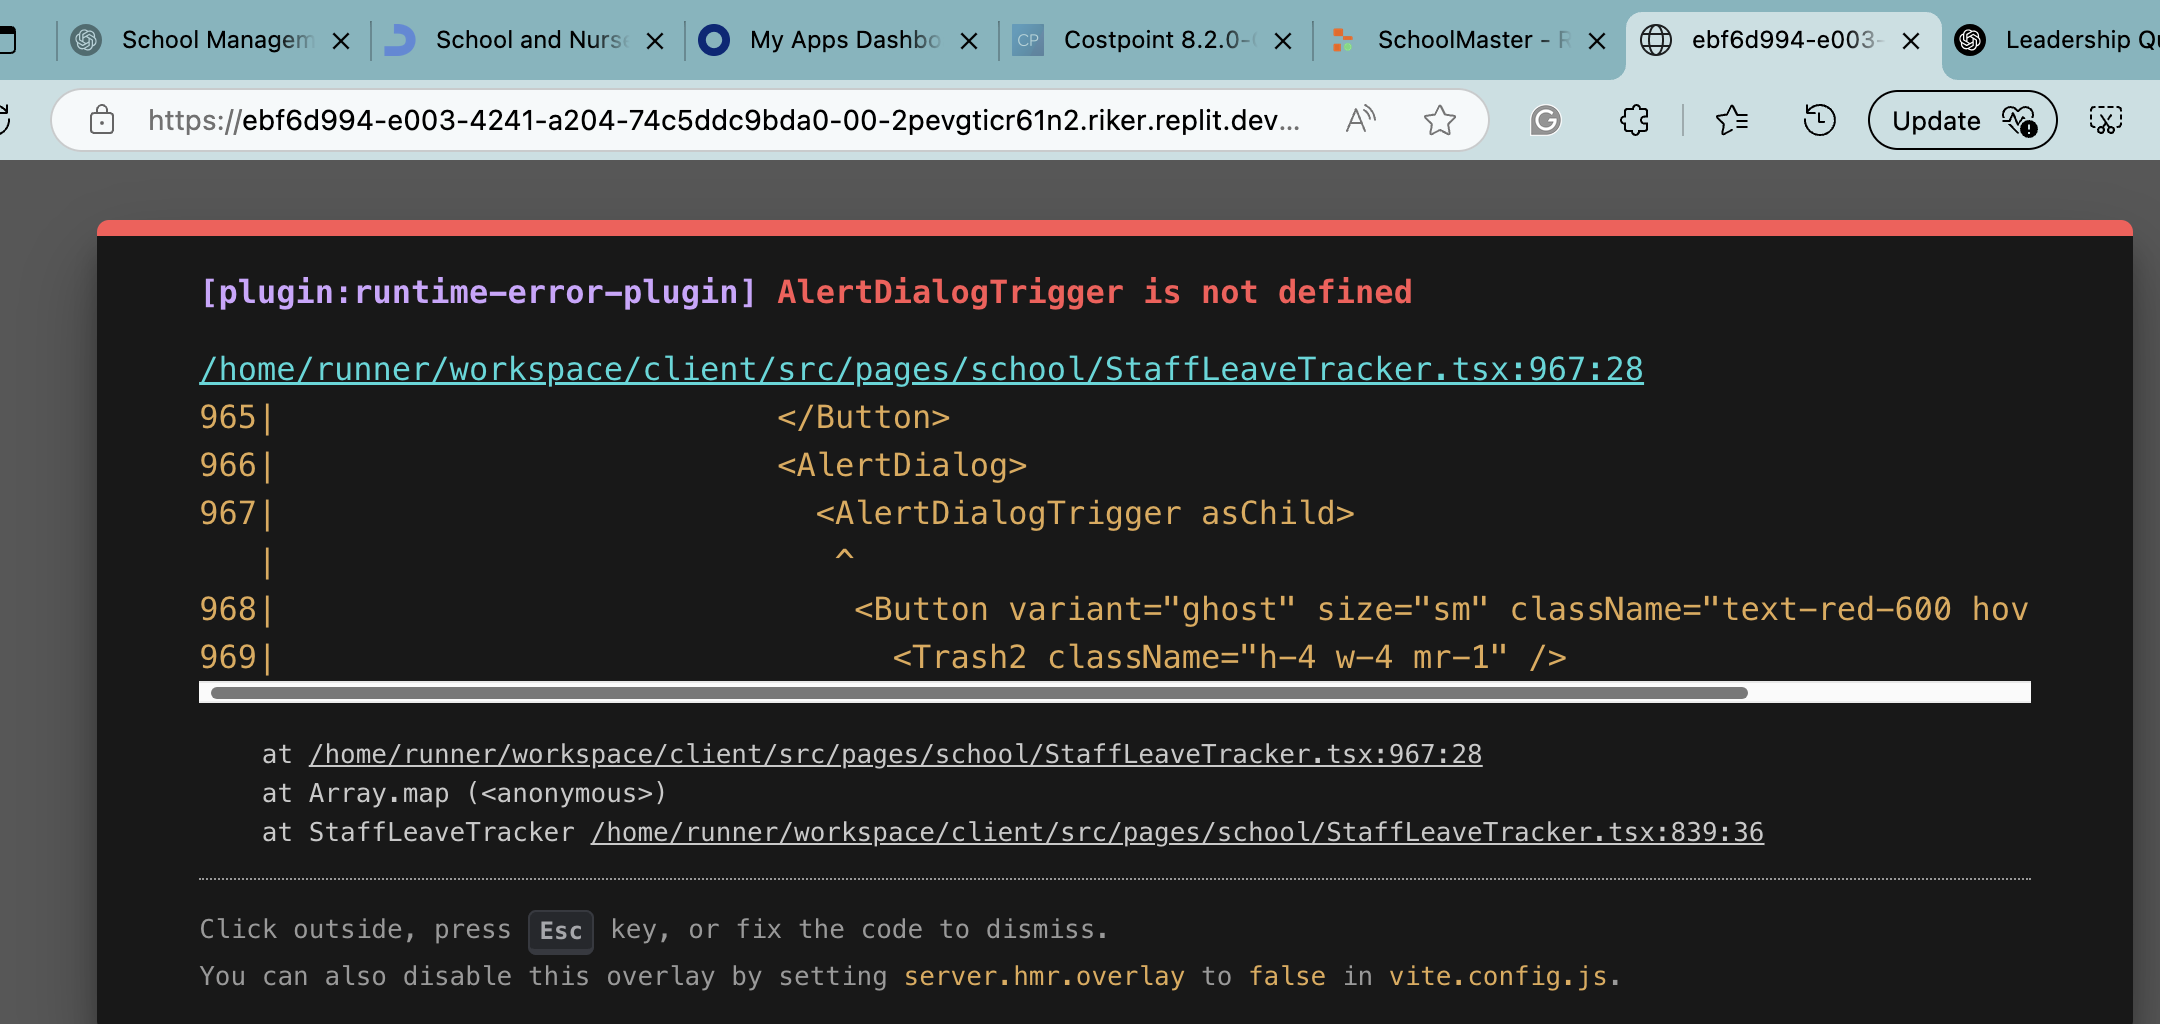 School Managem
School and Nurse
My Apps Dashbo
CP
Costpoint 8.2.0-
SchoolMaster - R
ebf6d994-e003-
Leadership Qu
https://ebf6d994-e003-4241-a204-74c5ddc9bda0-00-2pevgticr61n2.riker.replit.dev...
Update
[plugin:runtime-error-plugin] AlertDialogTrigger is not defined
/home/runner/workspace/client/src/pages/school/StaffLeaveTracker.tsx:967:28
965| </Button>
966| <AlertDialog>
967| <AlertDialogTrigger asChild>
| ^
968| <Button variant="ghost" size="sm" className="text-red-600 hov
969| <Trash2 className="h-4 w-4 mr-1" />
at /home/runner/workspace/client/src/pages/school/StaffLeaveTracker.tsx:967:28
at Array.map (<anonymous>)
at StaffLeaveTracker /home/runner/workspace/client/src/pages/school/StaffLeaveTracker.tsx:839:36
Click outside, press Esc key, or fix the code to dismiss.
You can also disable this overlay by setting server.hmr.overlay to false in vite.config.js.